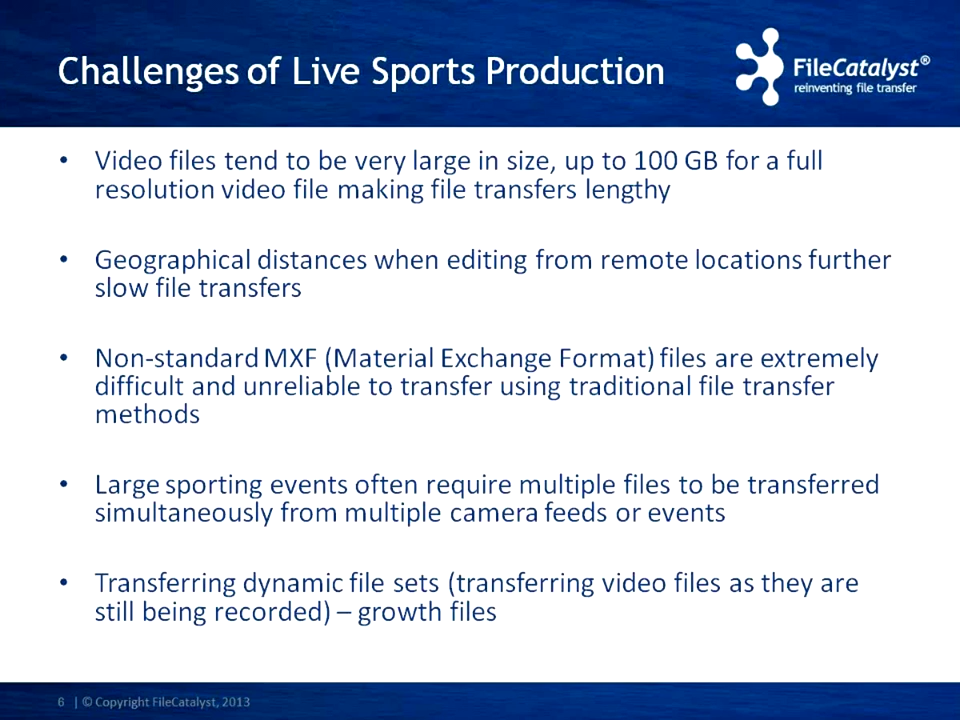 Challenges of Live Sports Production
FileCatalyst®
reinventing file transfer
• Video files tend to be very large in size, up to 100 GB for a full
resolution video file making file transfers lengthy
• Geographical distances when editing from remote locations further
slow file transfers
• Non-standard MXF (Material Exchange Format) files are extremely
difficult and unreliable to transfer using traditional file transfer
methods
• Large sporting events often require multiple files to be transferred
simultaneously from multiple camera feeds or events
• Transferring dynamic file sets (transferring video files as they are
still being recorded) – growth files
6 | © Copyright FileCatalyst, 2013